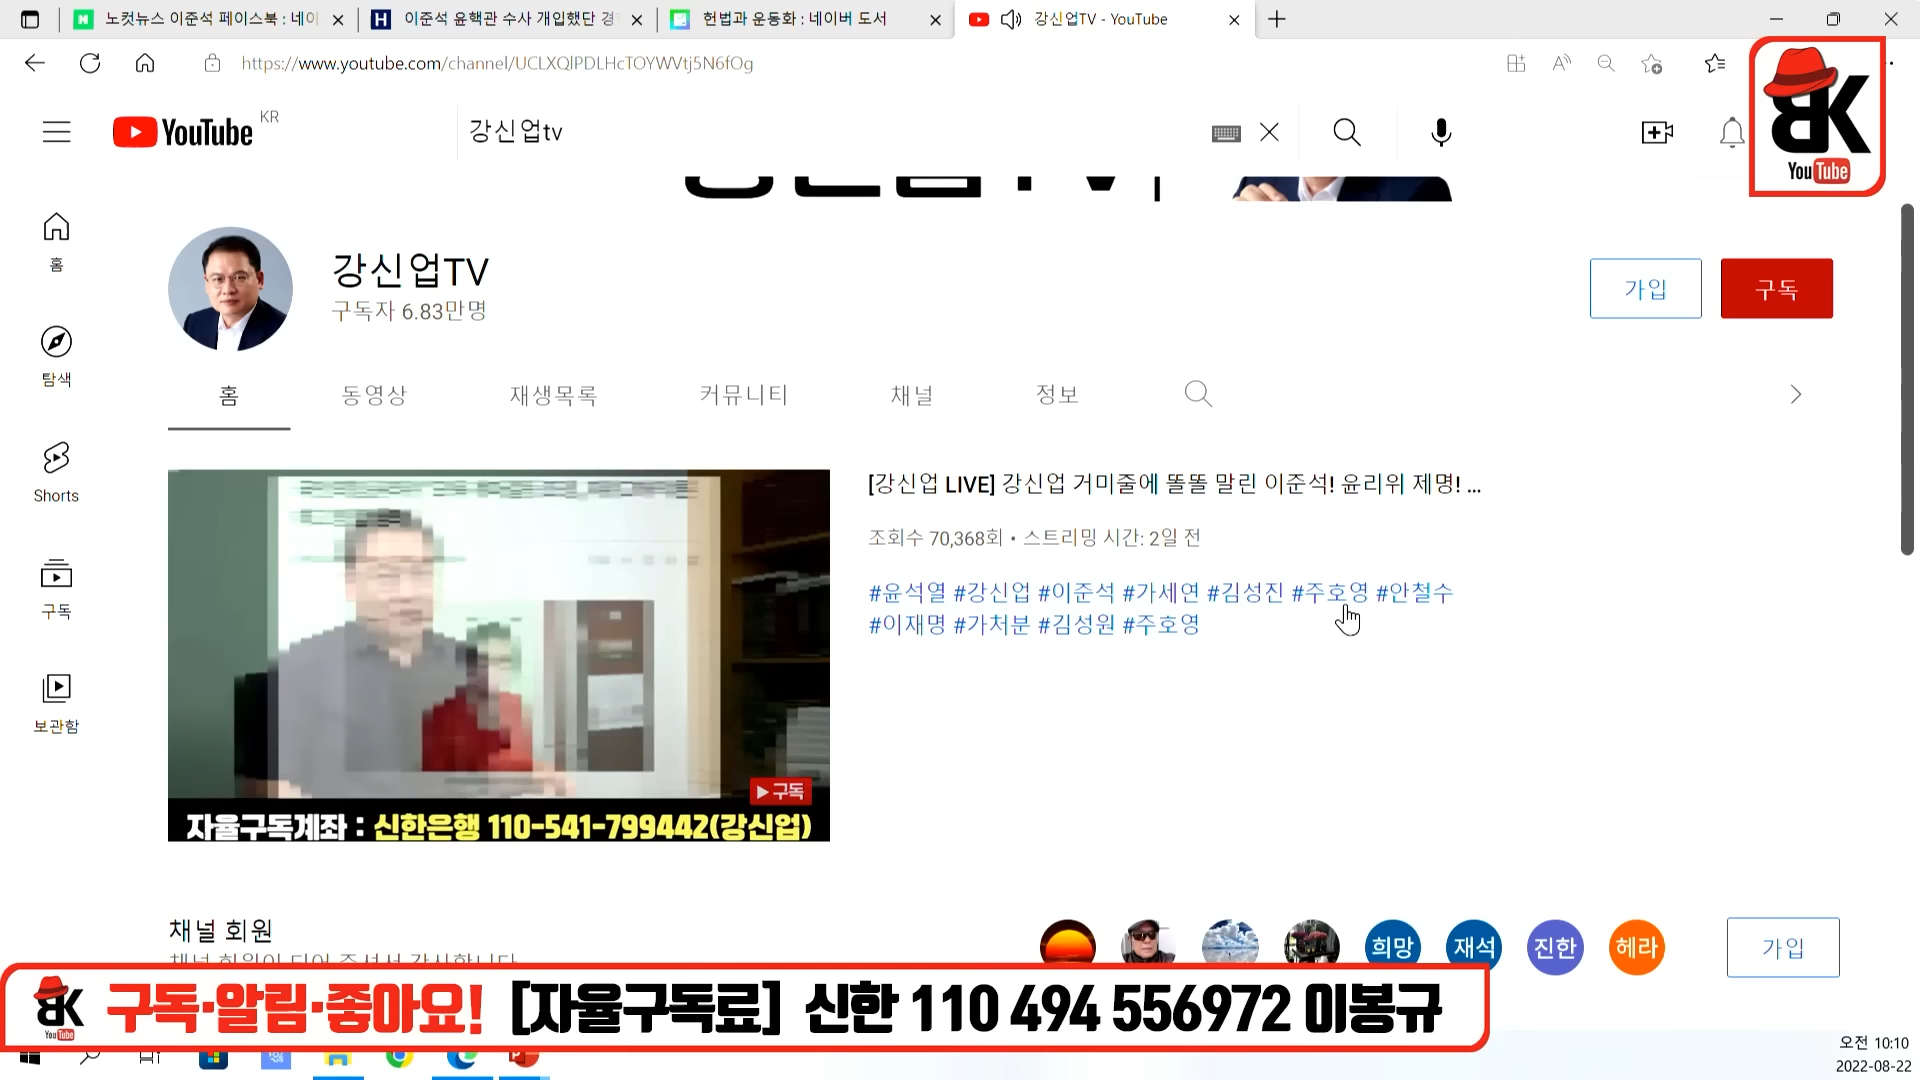 노컷뉴스 이준석 페이스북 : 네이
이준석 윤핵관 수사 개입했단 경
헌법과 운동화 : 네이버 도서
강신업TV - YouTube
https://www.youtube.com/channel/UCLXQlPDLHcTOYWVtj5N6fOg
YouTube KR
강신업tv
BK
YouTube
홈
탐색
Shorts
구독
보관함
강신업TV
구독자 6.83만명
가입
구독
홈 동영상 재생목록 커뮤니티 채널 정보
[강신업 LIVE] 강신업 거미줄에 똘똘 말린 이준석! 윤리위 제명! ...
조회수 70,368회 • 스트리밍 시간: 2일 전
#윤석열 #강신업 #이준석 #가세연 #김성진 #주호영 #안철수
#이재명 #가처분 #김성원 #주호영
구독
자율구독계좌 : 신한은행 110-541-799442(강신업)
채널 회원
희망 재석 진한 헤라
가입
BK
YouTube
구독·알림·좋아요! [자율구독료] 신한 110 494 556972 이봉규
오전 10:10
2022-08-22